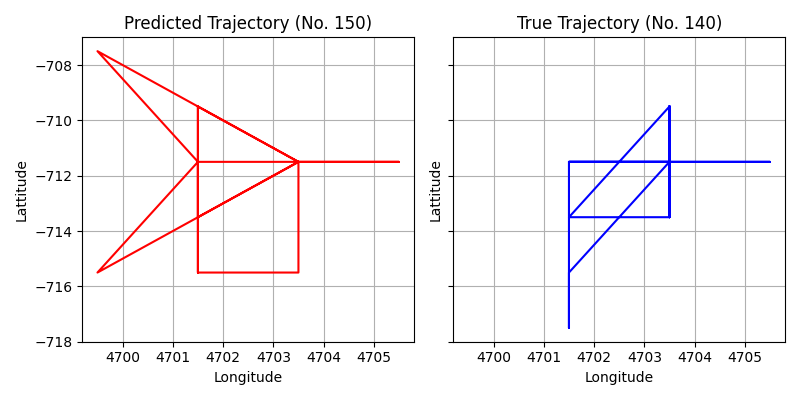 Predicted Trajectory (No. 150)
True Trajectory (No. 140)
−708
−710
−712
−714
−716
−718
Lattitude
Lattitude
4700 4701 4702 4703 4704 4705
4700 4701 4702 4703 4704 4705
Longitude
Longitude